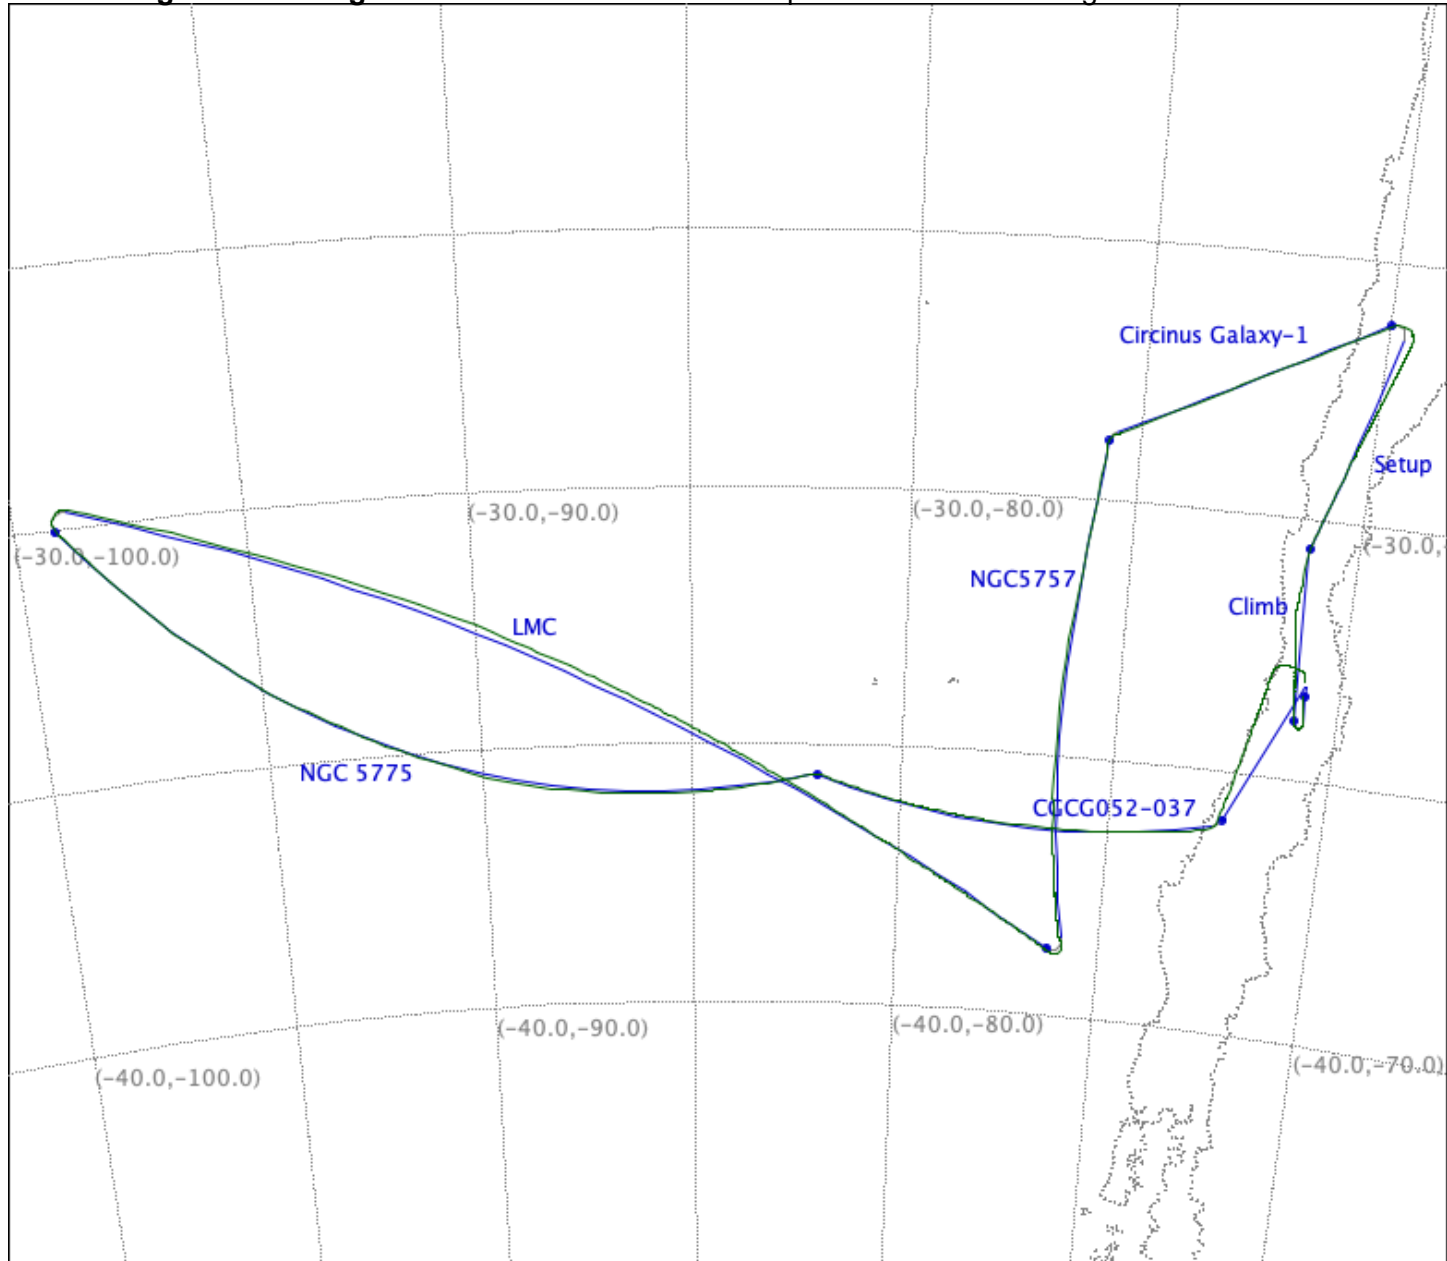 Circinus Galaxy-1
Setup
(-30.0,-90.0)
(-30.0,-80.0)
(-30.0,-
(-30.0,-100.0)
NGC5757
Climb
LMC
NGC 5775
CGCG052-037
(-40.0,-90.0)
(-40.0,-80.0)
(-40.0,-70.0)
(-40.0,-100.0)